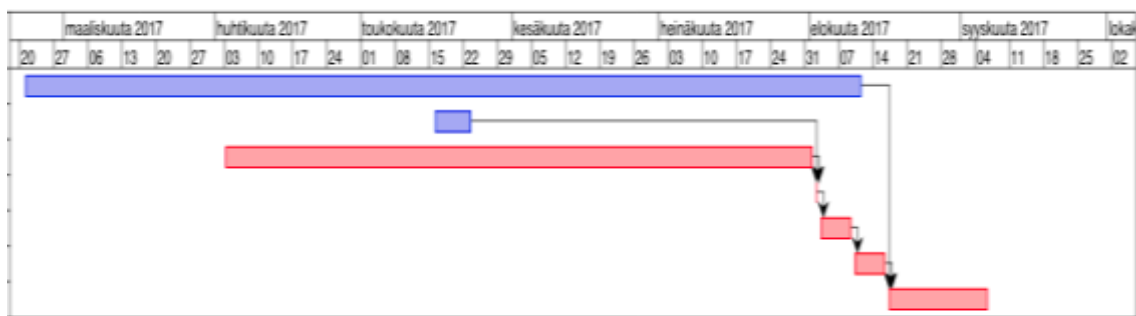 maaliskuuta 2017 huhtikuuta 2017 toukokuuta 2017 kesäkuuta 2017 heinäkuuta 2017 elokuuta 2017 syyskuuta 2017 lokak
20 27 06 13 20 27 03 10 17 24 01 08 15 22 29 05 12 19 26 03 10 17 24 31 07 14 21 28 04 11 18 25 02